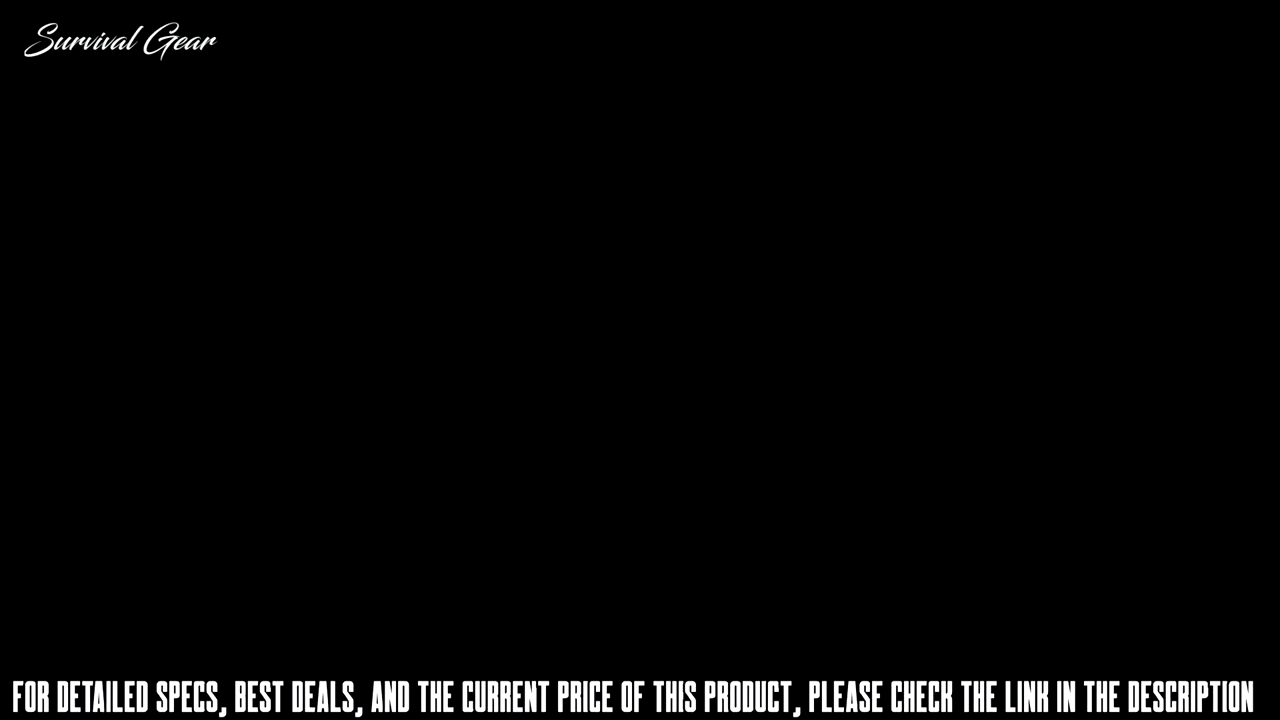 Survival Gear
FOR DETAILED SPECS, BEST DEALS, AND THE CURRENT PRICE OF THIS PRODUCT, PLEASE CHECK THE LINK IN THE DESCRIPTION